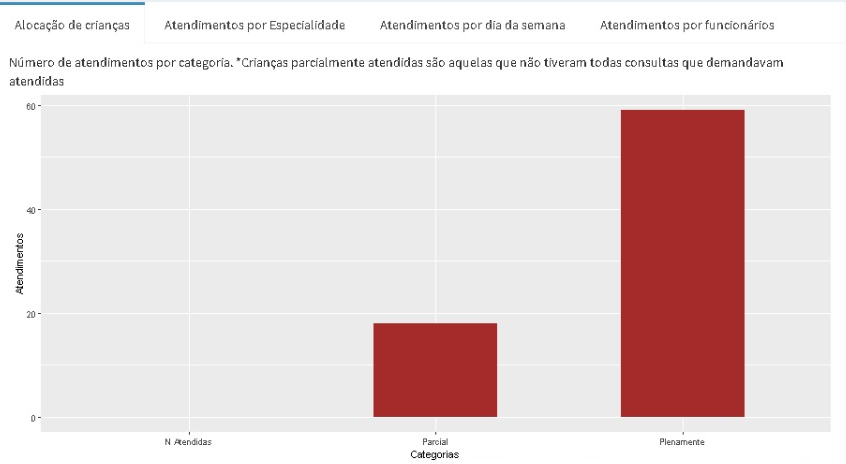 Alocação de crianças
Atendimentos por Especialidade
Atendimentos por dia da semana
Atendimentos por funcionários
Número de atendimentos por categoria. *Crianças parcialmente atendidas são aquelas que não tiveram todas consultas que demandavam
atendidas
60
40
20
0
Atendimentos
N Atendidas
Parcial
Plenamente
Categorias